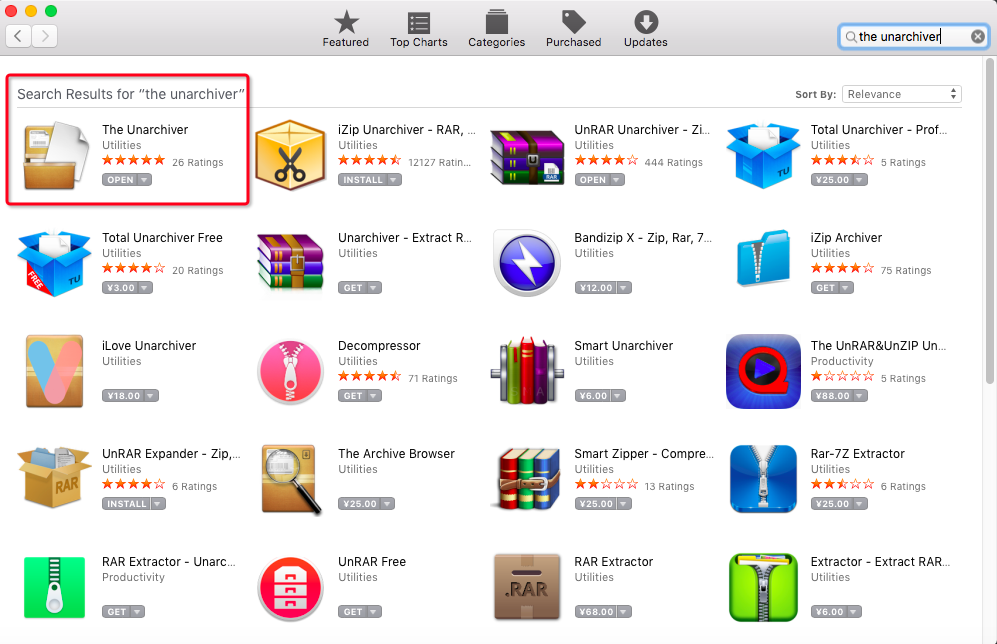 Featured
Top Charts
Categories
Purchased
Updates
the unarchiver
Search Results for “the unarchiver”
Sort By:
Relevance
The Unarchiver
Utilities
26 Ratings
OPEN
iZip Unarchiver - RAR, ...
Utilities
12127 Ratin...
INSTALL
UnRAR Unarchiver - Zi...
Utilities
444 Ratings
OPEN
RAR
Total Unarchiver - Prof...
Utilities
5 Ratings
¥25.00
TU
Total Unarchiver Free
Utilities
20 Ratings
¥3.00
FREE
TU
Unarchiver - Extract R...
Utilities
GET
Bandizip X - Zip, Rar, 7...
Utilities
¥12.00
iZip Archiver
Utilities
75 Ratings
GET
iLove Unarchiver
Utilities
¥18.00
Decompressor
Utilities
71 Ratings
GET
Smart Unarchiver
Utilities
¥6.00
The UnRAR&UnZIP Un...
Productivity
5 Ratings
¥88.00
UnRAR Expander - Zip,...
Utilities
6 Ratings
INSTALL
RAR
The Archive Browser
Utilities
¥25.00
Smart Zipper - Compre...
Utilities
13 Ratings
¥25.00
Rar-7Z Extractor
Utilities
6 Ratings
¥25.00
RAR Extractor - Unarc...
Productivity
GET
UnRAR Free
Utilities
GET
RAR Extractor
Utilities
¥68.00
.RAR
Extractor - Extract RAR...
Utilities
¥6.00